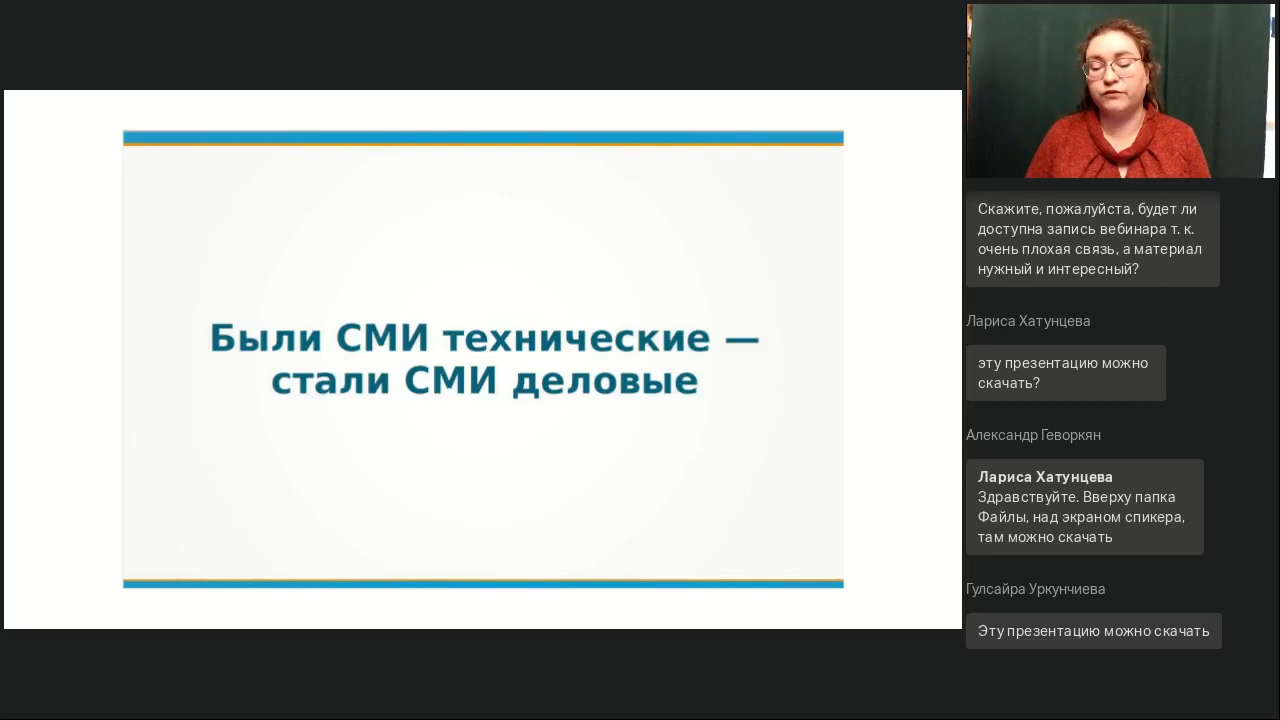 Были СМИ технические —
стали СМИ деловые
Скажите, пожалуйста, будет ли
доступна запись вебинара т. к.
очень плохая связь, а материал
нужный и интересный?
Лариса Хатунцева
эту презентацию можно
скачать?
Александр Геворкян
Лариса Хатунцева
Здравствуйте. Вверху папка
Файлы, над экраном спикера,
там можно скачать
Гулсайра Уркунчиева
Эту презентацию можно скачать